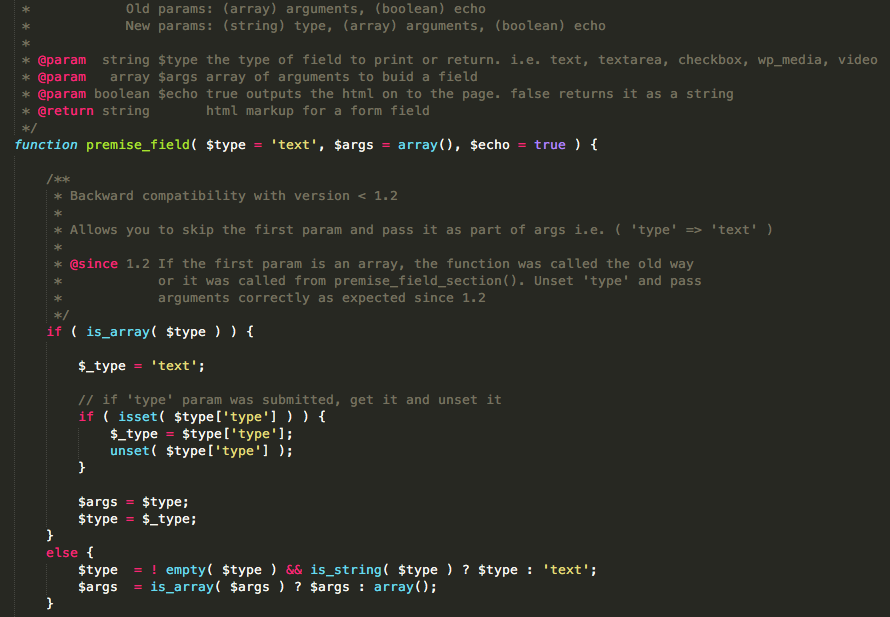 *            Old params: (array) arguments, (boolean) echo
*            New params: (string) type, (array) arguments, (boolean) echo
*
* @param  string $type the type of field to print or return. i.e. text, textarea, checkbox, wp_media, video
* @param   array $args array of arguments to buid a field
* @param boolean $echo true outputs the html on to the page. false returns it as a string
* @return string       html markup for a form field
*/
function premise_field( $type = 'text', $args = array(), $echo = true ) {
/**
* Backward compatibility with version < 1.2
*
* Allows you to skip the first param and pass it as part of args i.e. ( 'type' => 'text' )
*
* @since 1.2 If the first param is an array, the function was called the old way
*            or it was called from premise_field_section(). Unset 'type' and pass
*            arguments correctly as expected since 1.2
*/
if ( is_array( $type ) ) {
$_type = 'text';
// if 'type' param was submitted, get it and unset it
if ( isset( $type['type'] ) ) {
$_type = $type['type'];
unset( $type['type'] );
}
$args = $type;
$type = $_type;
}
else {
$type  = ! empty( $type ) && is_string( $type ) ? $type : 'text';
$args  = is_array( $args ) ? $args : array();
}